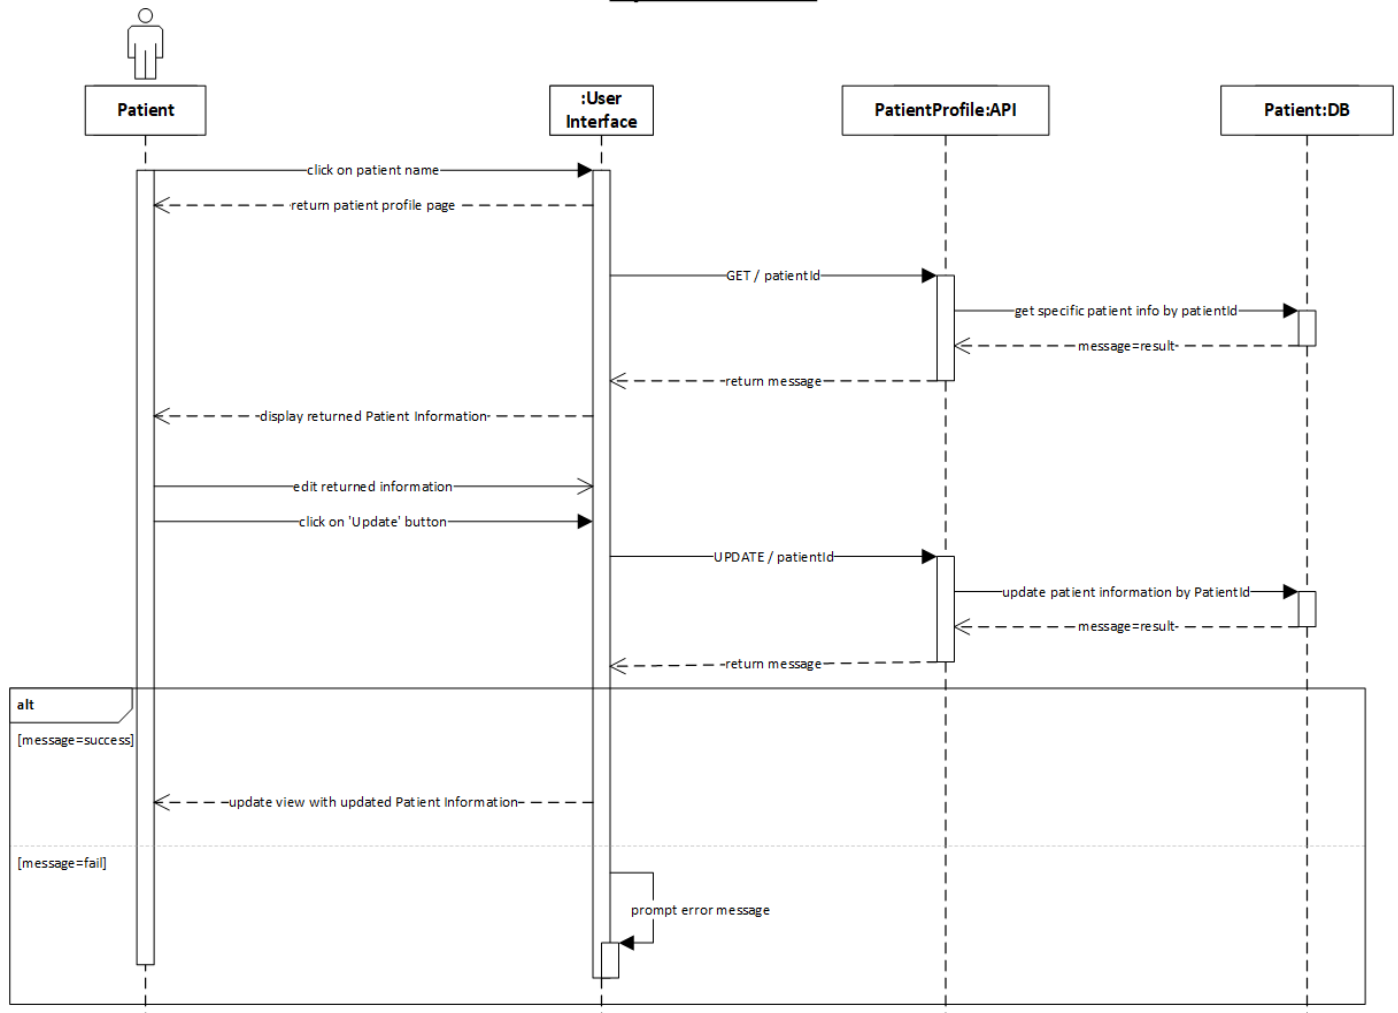 Patient
:User
Interface
PatientProfile:API
Patient:DB
click on patient name
return patient profile page
GET / patientId
get specific patient info by patientId
message=result
return message
display returned Patient Information
edit returned information
click on 'Update' button
UPDATE / patientId
update patient information by PatientId
message=result
return message
alt
[message=success]
update view with updated Patient Information
[message=fail]
prompt error message